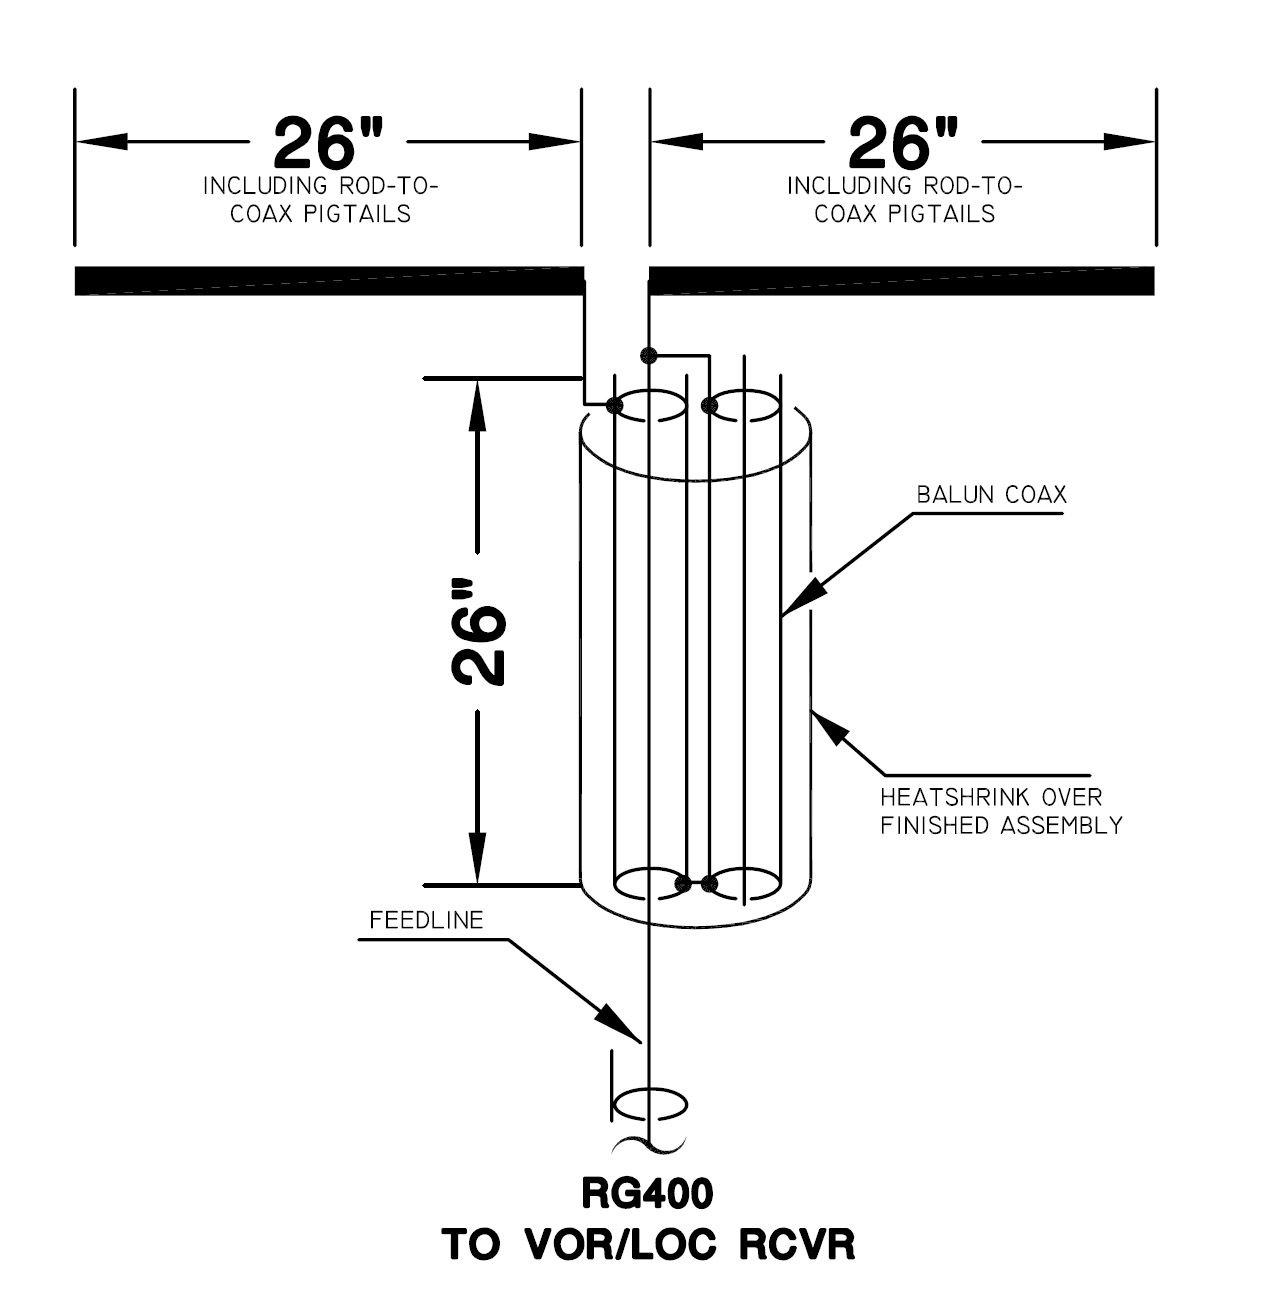 26"
INCLUDING ROD-TO-
COAX PIGTAILS
26"
INCLUDING ROD-TO-
COAX PIGTAILS
26"
BALUN COAX
HEATSHRINK OVER
FINISHED ASSEMBLY
FEEDLINE
RG400
TO VOR/LOC RCVR